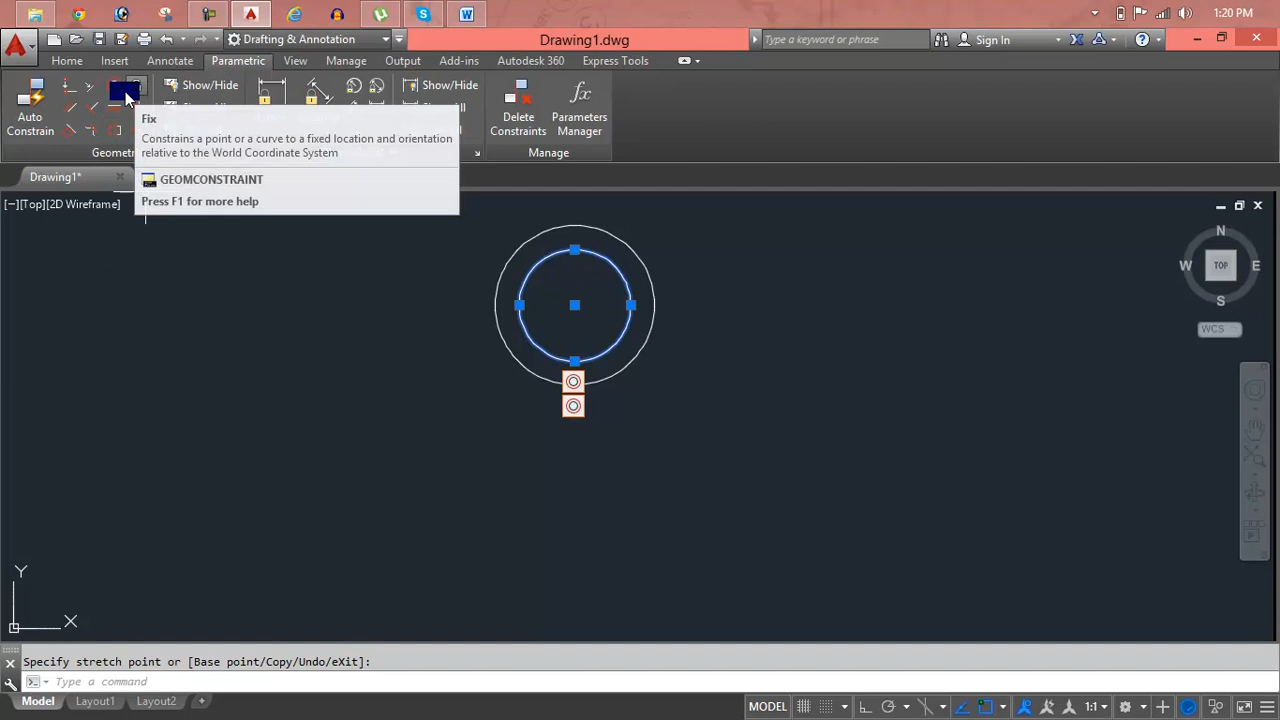 1:20 PM
Drafting & Annotation
Drawing1.dwg
Type a keyword or phrase
Sign In
Home
Insert
Annotate
Parametric
View
Manage
Output
Add-ins
Autodesk 360
Express Tools
Auto
Constrain
Show/Hide
Show/Hide
Delete
Constraints
Parameters
Manager
Geomet
Manage
Fix
Constrains a point or a curve to a fixed location and orientation
relative to the World Coordinate System
GEOMCONSTRAINT
Press F1 for more help
Drawing1*
[−][Top][2D Wireframe]
N
W
TOP
E
S
WCS
Y
X
Specify stretch point or [Base point/Copy/Undo/eXit]:
Type a command
Model
Layout1
Layout2
+
MODEL
1:1